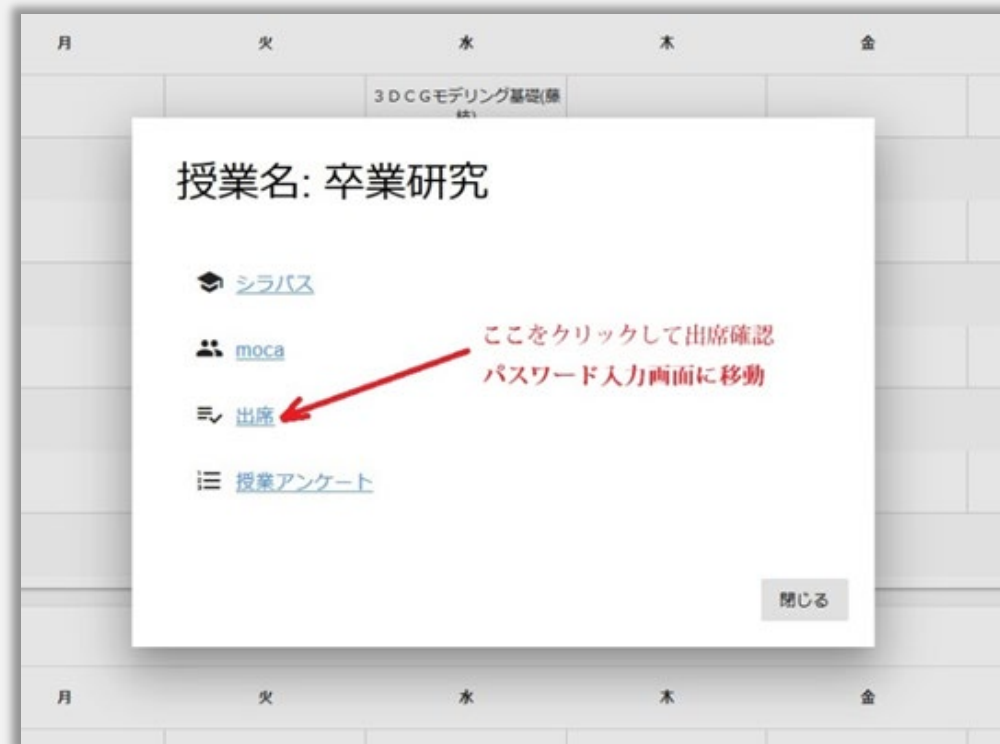 月 火 水 木 金
3DCGモデリング基礎(藤
授業名: 卒業研究
シラバス
moca
ここをクリックして出席確認
パスワード入力画面に移動
出席
授業アンケート
閉じる
月 火 水 木 金